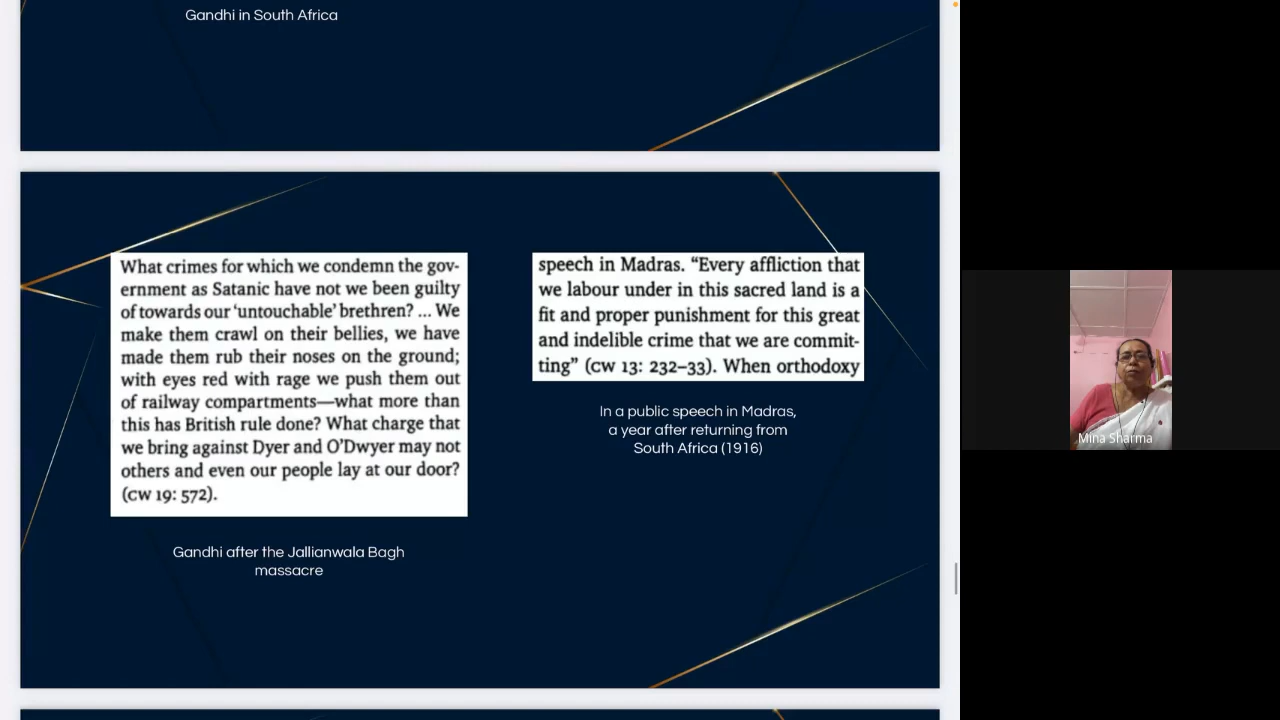 Gandhi in South Africa
What crimes for which we condemn the gov-
ernment as Satanic have not we been guilty
of towards our ‘untouchable’ brethren? ... We
make them crawl on their bellies, we have
made them rub their noses on the ground;
with eyes red with rage we push them out
of railway compartments—what more than
this has British rule done? What charge that
we bring against Dyer and O’Dwyer may not
others and even our people lay at our door?
(CW 19: 572).
Gandhi after the Jallianwala Bagh
massacre
speech in Madras. “Every affliction that
we labour under in this sacred land is a
fit and proper punishment for this great
and indelible crime that we are commit-
ting” (CW 13: 232–33). When orthodoxy
In a public speech in Madras,
a year after returning from
South Africa (1916)
Mina Sharma